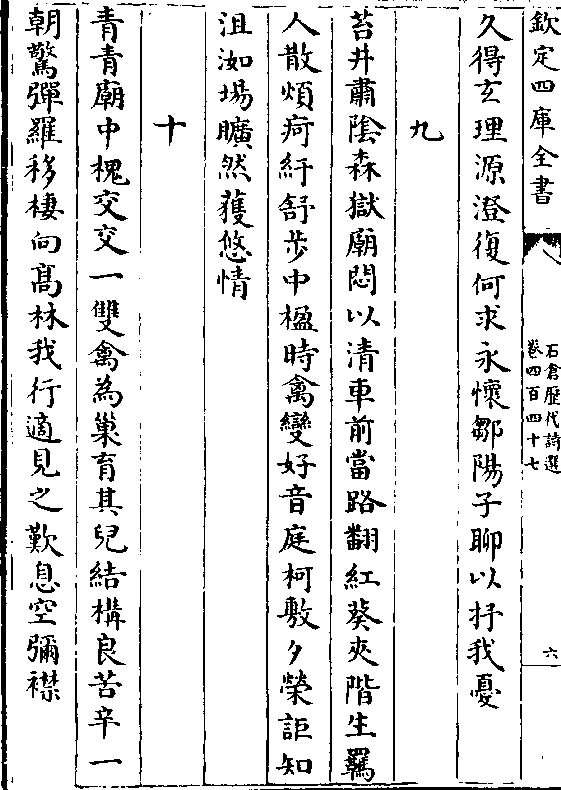 欽定四庫全書
石倉歷代詩選
卷四百四十七
六
久得玄理源澄復何求永懷鄒陽子聊以抒我憂
九
苔井肅陰森獄廟悶以清車前當路翻紅葵夾階生羈
人散煩疴紆舒步中楹時禽變好音庭柯敷夕榮詎知
沮洳場曠然獲悠情
十
青青廟中槐交交一雙禽為巢育其兒結構良苦辛一
朝驚彈羅移棲向高林我行適見之歎息空彌襟